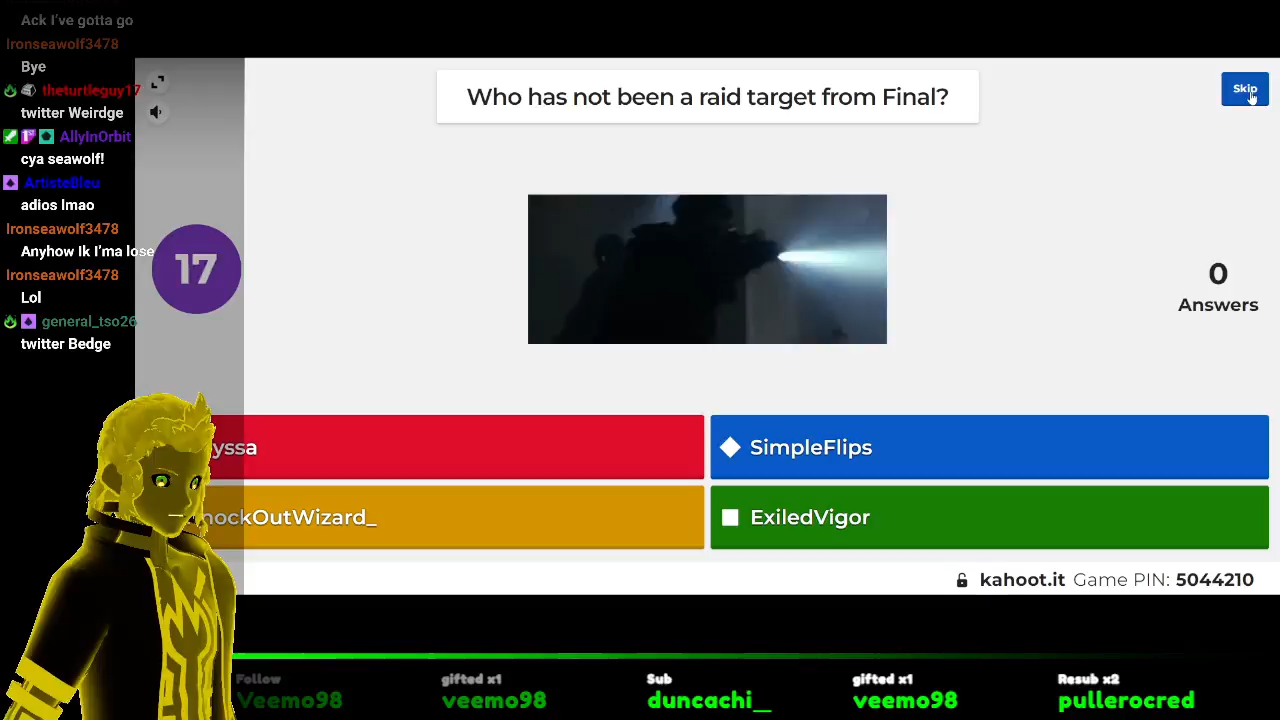 Ack I've gotta go
Ironseawolf3478
Bye
theturtleguy17
twitter Weirdge
AllyInOrbit
cya seawolf!
ArtisteBleu
adios lmao
Ironseawolf3478
Anyhow Ik I'ma lose
Ironseawolf3478
Lol
general_tso26
twitter Bedge
Who has not been a raid target from Final?
Skip
17
0
Answers
yssa
SimpleFlips
nockOutWizard_
ExiledVigor
kahoot.it Game PIN: 5044210
Follow
Veemo98
gifted x1
veemo98
Sub
duncachi__
gifted x1
veemo98
Resub x2
pullerocred